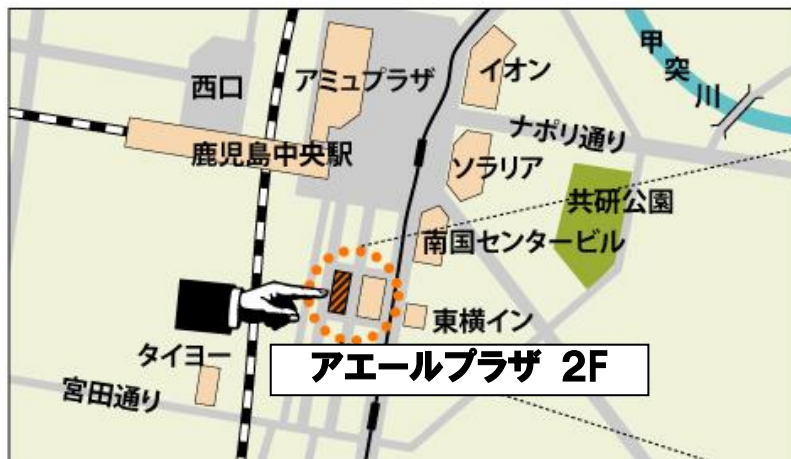 甲突川
イオン
アミュプラザ
西口
ナポリ通り
鹿児島中央駅
ソラリア
共研公園
南国センタービル
東横イン
タイヨー
アエールプラザ 2F
宮田通り